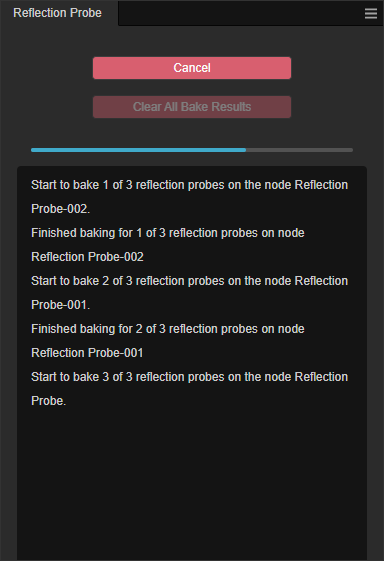 Reflection Probe
Cancel
Clear All Bake Results
Start to bake 1 of 3 reflection probes on the node Reflection
Probe-002.
Finished baking for 1 of 3 reflection probes on node
Reflection Probe-002
Start to bake 2 of 3 reflection probes on the node Reflection
Probe-001.
Finished baking for 2 of 3 reflection probes on node
Reflection Probe-001
Start to bake 3 of 3 reflection probes on the node Reflection
Probe.